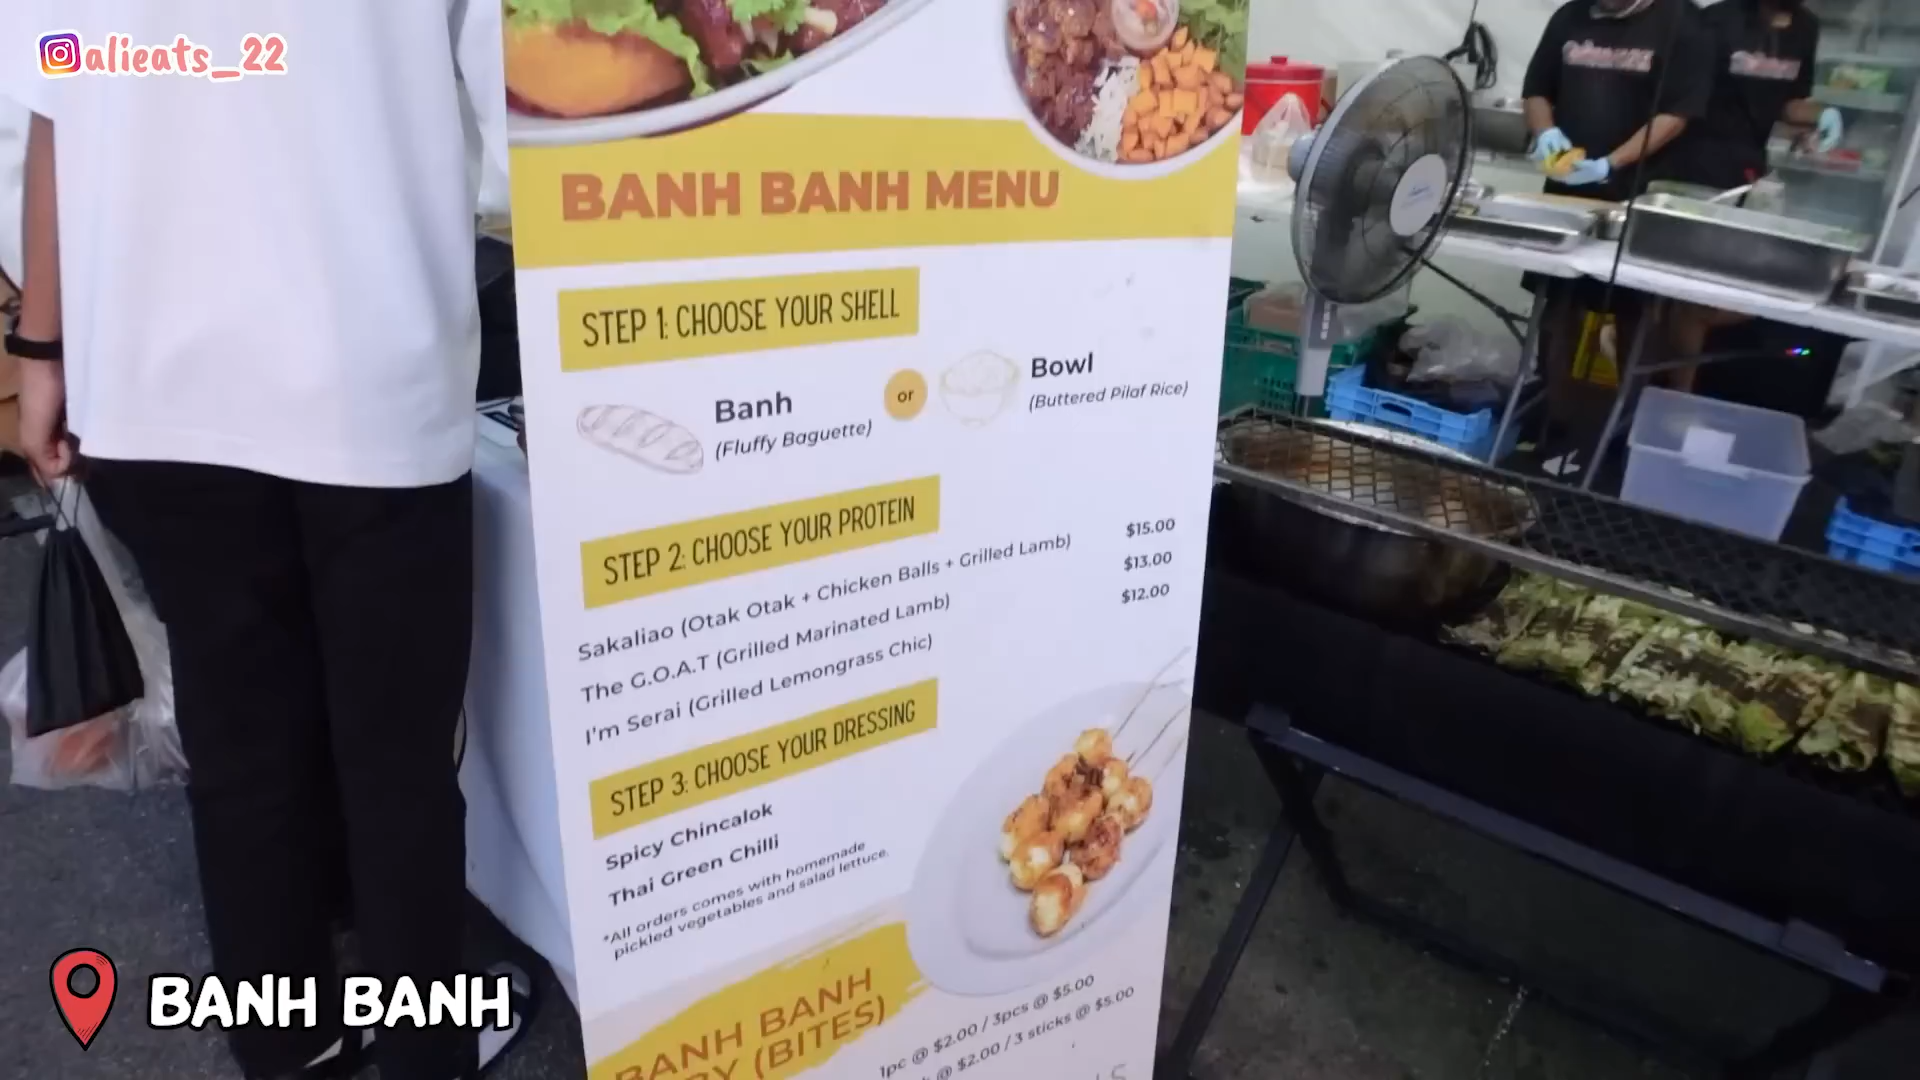 @alieats_22
BANH BANH MENU
STEP 1: CHOOSE YOUR SHELL
Banh
(Fluffy Baguette)
or
Bowl
(Buttered Pilaf Rice)
STEP 2: CHOOSE YOUR PROTEIN
Sakaliao (Otak Otak + Chicken Balls + Grilled Lamb) $15.00
The G.O.A.T (Grilled Marinated Lamb) $13.00
I'm Serai (Grilled Lemongrass Chic) $12.00
STEP 3: CHOOSE YOUR DRESSING
Spicy Chincalok
Thai Green Chilli
*All orders comes with homemade
pickled vegetables and salad lettuce.
BANH BANH
(BITES)
1pc @ $2.00 / 3pcs @ $5.00
@ $2.00 / 3 sticks @ $5.00
BANH BANH